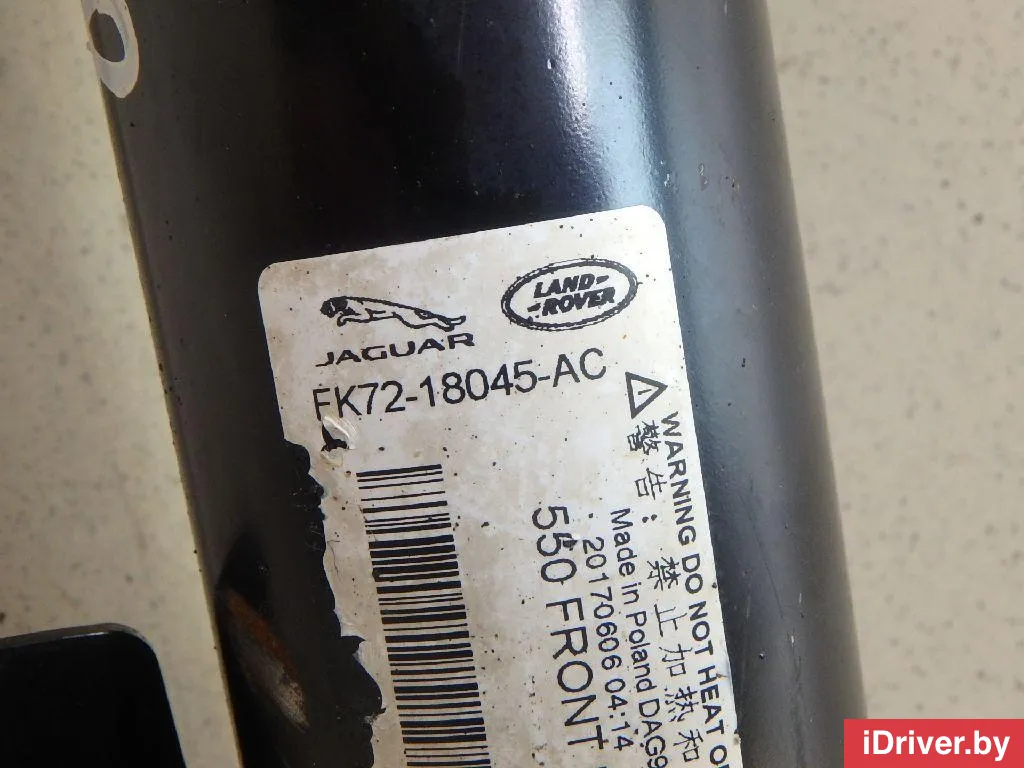 LAND-
-ROVER
JAGUAR
FK72-18045-AC
WARNING DO NOT HEAT
警告：禁止加热和
Made in Poland
: 20170606 04:14
550 FRONT
iDriver.by